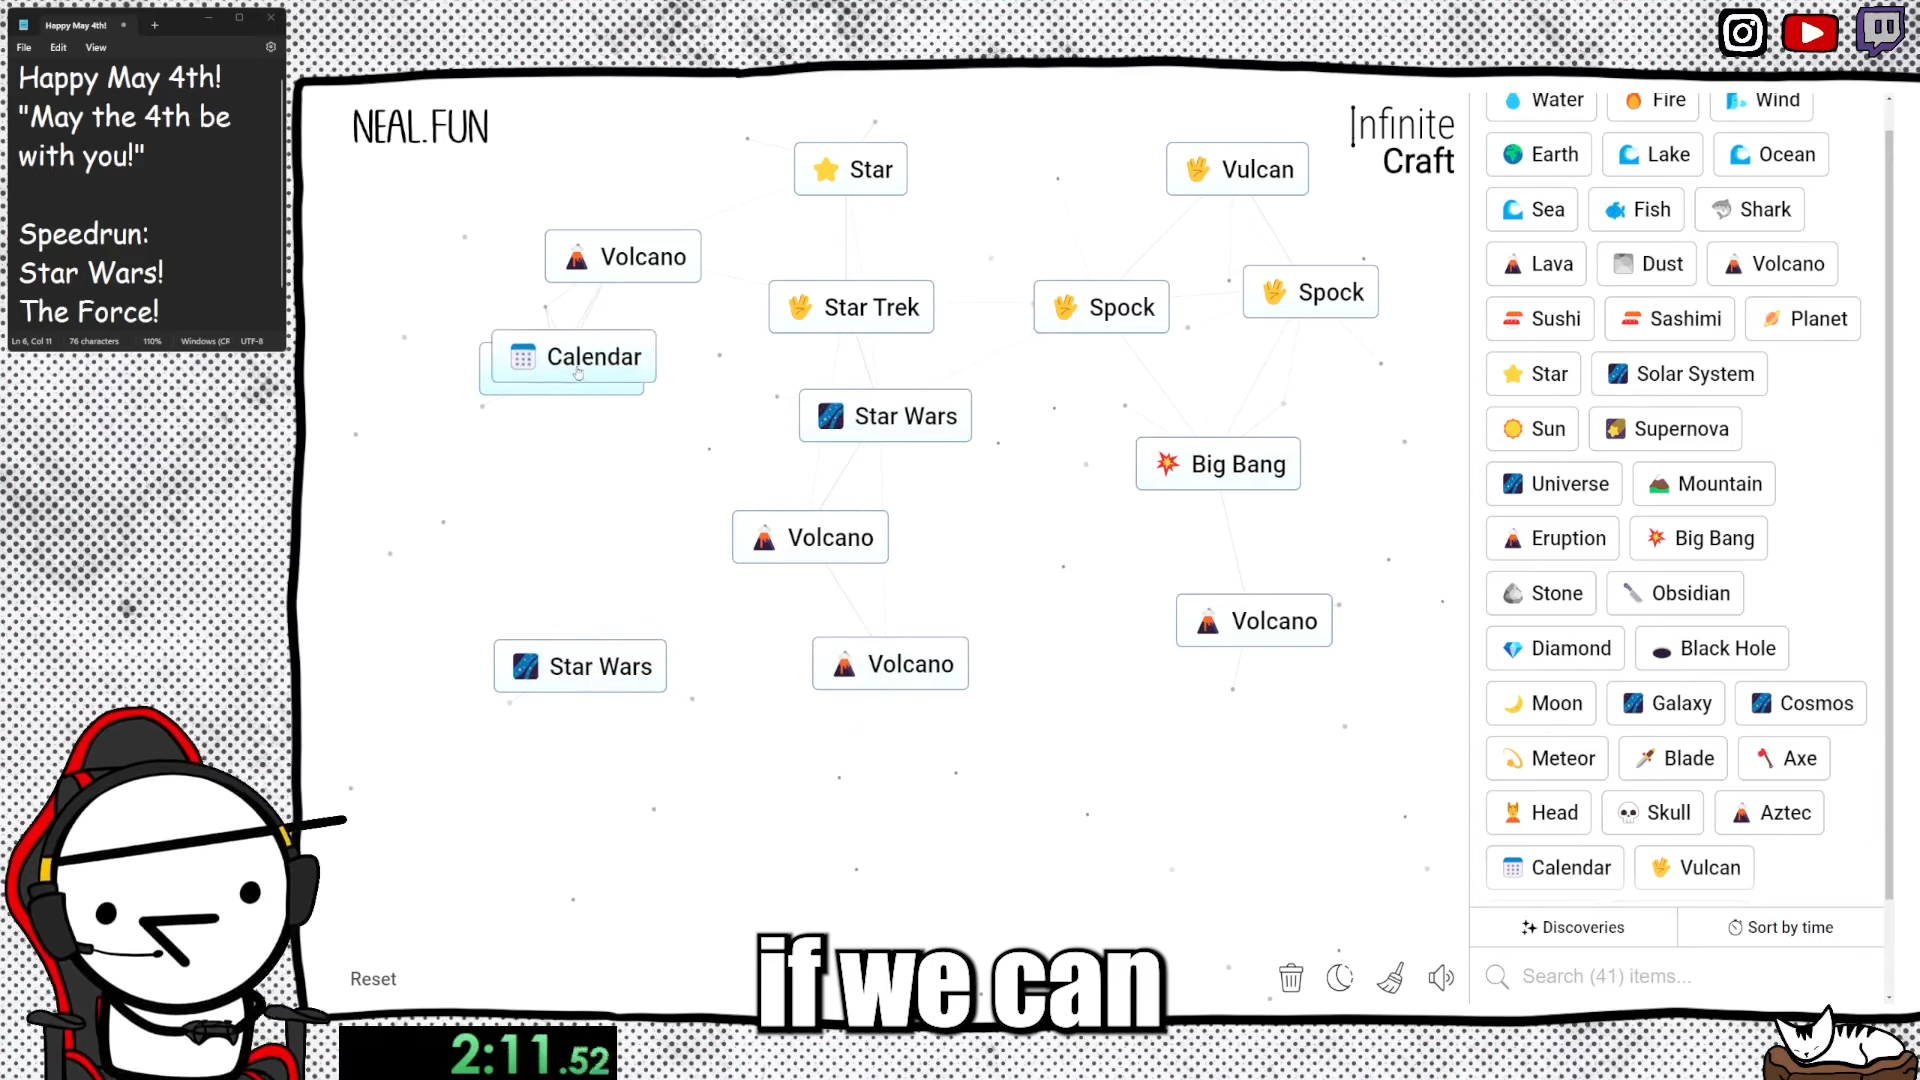 Happy May 4th!
File Edit View
Happy May 4th!
"May the 4th be
with you!"
Speedrun:
Star Wars!
The Force!
Ln 6, Col 11 76 characters 110% Windows (CR UTF-8
NEAL.FUN
Infinite
Craft
Star
Vulcan
Volcano
Star Trek
Spock
Spock
Calendar
Star Wars
Big Bang
Volcano
Volcano
Star Wars
Volcano
Water Fire Wind
Earth Lake Ocean
Sea Fish Shark
Lava Dust Volcano
Sushi Sashimi Planet
Star Solar System
Sun Supernova
Universe Mountain
Eruption Big Bang
Stone Obsidian
Diamond Black Hole
Moon Galaxy Cosmos
Meteor Blade Axe
Head Skull Aztec
Calendar Vulcan
Discoveries Sort by time
Search (41) items...
Reset
if we can
2:11.52